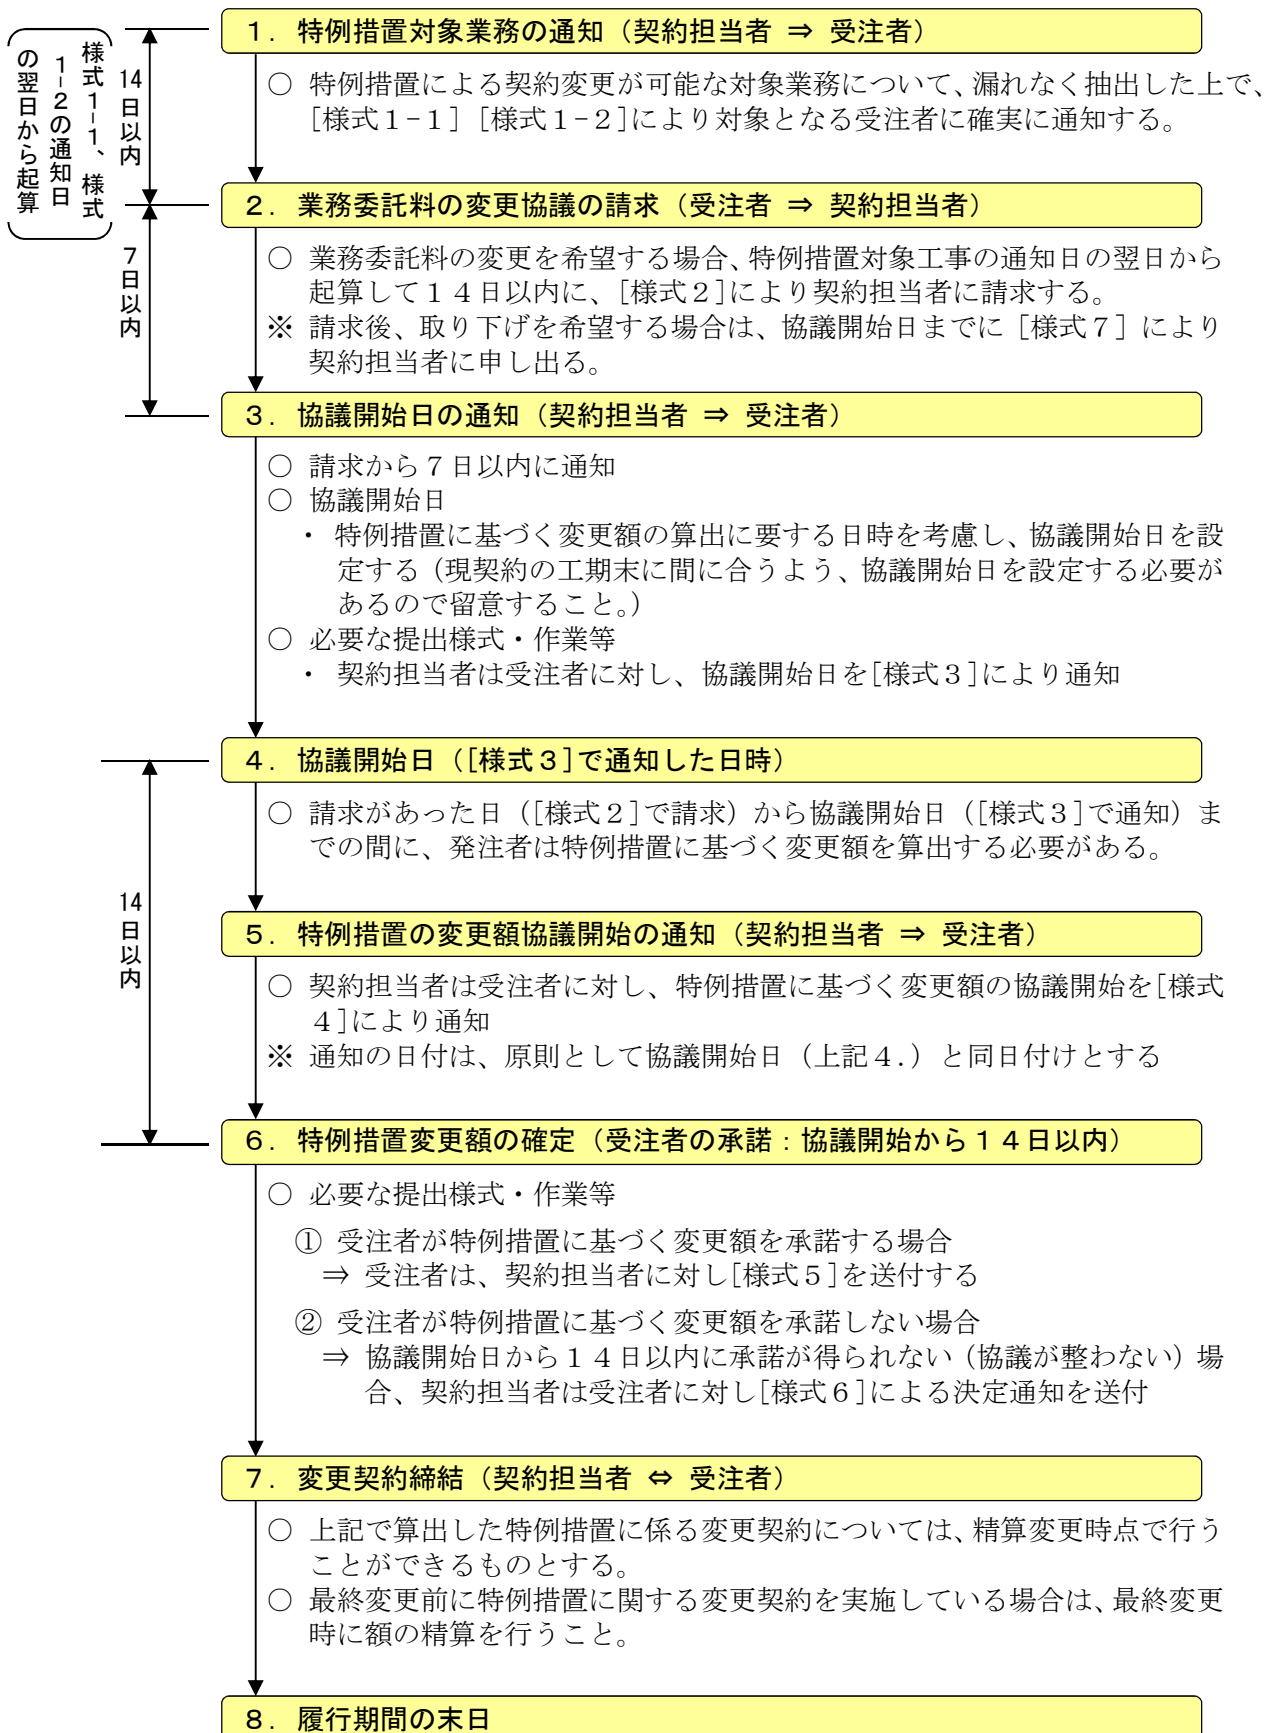 １．特例措置対象業務の通知（契約担当者 ⇒ 受注者）
様式１－１、様式
１－２の通知日
の翌日から起算
14日以内
○ 特例措置による契約変更が可能な対象業務について、漏れなく抽出した上で、
［様式１－１］［様式１－２］により対象となる受注者に確実に通知する。
２．業務委託料の変更協議の請求（受注者 ⇒ 契約担当者）
7日以内
○ 業務委託料の変更を希望する場合、特例措置対象工事の通知日の翌日から
起算して１４日以内に、［様式２］により契約担当者に請求する。
※ 請求後、取り下げを希望する場合は、協議開始日までに［様式７］により
契約担当者に申し出る。
３．協議開始日の通知（契約担当者 ⇒ 受注者）
○ 請求から７日以内に通知
○ 協議開始日
・ 特例措置に基づく変更額の算出に要する日時を考慮し、協議開始日を設
定する（現契約の工期末に間に合うよう、協議開始日を設定する必要が
あるので留意すること。）
○ 必要な提出様式・作業等
・ 契約担当者は受注者に対し、協議開始日を［様式３］により通知
４．協議開始日（［様式３］で通知した日時）
○ 請求があった日（［様式２］で請求）から協議開始日（［様式３］で通知）ま
での間に、発注者は特例措置に基づく変更額を算出する必要がある。
14日以内
５．特例措置の変更額協議開始の通知（契約担当者 ⇒ 受注者）
○ 契約担当者は受注者に対し、特例措置に基づく変更額の協議開始を［様式
４］により通知
※ 通知の日付は、原則として協議開始日（上記４．）と同日付けとする
６．特例措置変更額の確定（受注者の承諾：協議開始から１４日以内）
○ 必要な提出様式・作業等
① 受注者が特例措置に基づく変更額を承諾する場合
⇒ 受注者は、契約担当者に対し［様式５］を送付する
② 受注者が特例措置に基づく変更額を承諾しない場合
⇒ 協議開始日から１４日以内に承諾が得られない（協議が整わない）場
合、契約担当者は受注者に対し［様式６］による決定通知を送付
７．変更契約締結（契約担当者 ⇔ 受注者）
○ 上記で算出した特例措置に係る変更契約については、精算変更時点で行う
ことができるものとする。
○ 最終変更前に特例措置に関する変更契約を実施している場合は、最終変更
時に額の精算を行うこと。
８．履行期間の末日